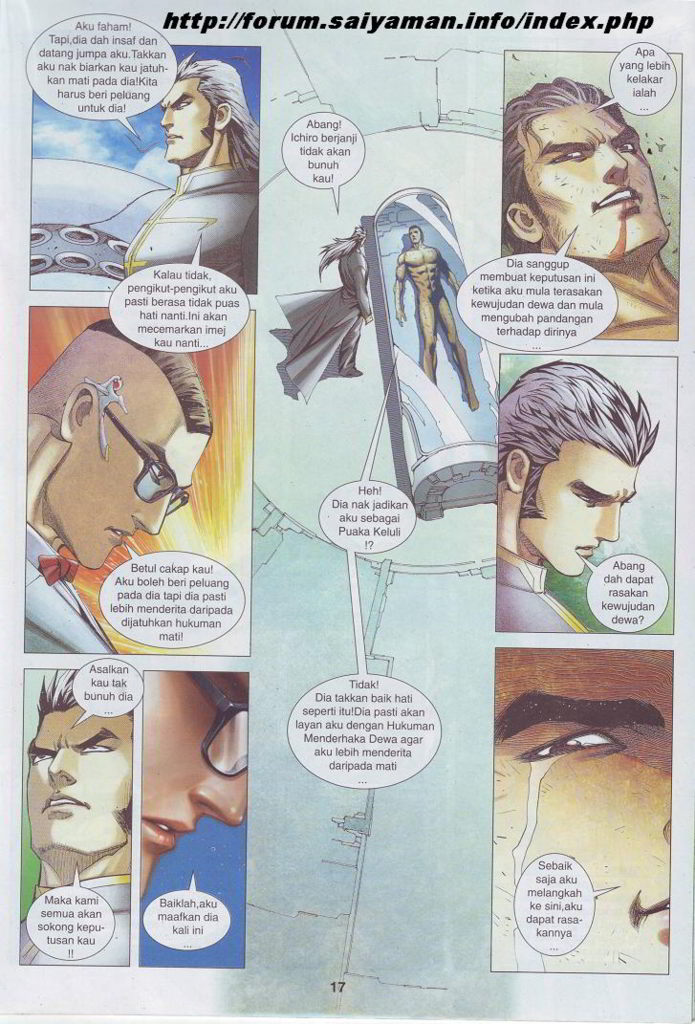 http://forum.saiyaman.info/index.php
Aku faham!
Tapi,dia dah insaf dan
datang jumpa aku.Takkan
aku nak biarkan kau jatuh-
kan mati pada dia!Kita
harus beri peluang
untuk dia!
Kalau tidak,
pengikut-pengikut aku
pasti berasa tidak puas
hati nanti.Ini akan
mecemarkan imej
kau nanti...
Betul cakap kau!
Aku boleh beri peluang
pada dia tapi dia pasti
lebih menderita daripada
dijatuhkan hukuman
mati!
Asalkan
kau tak
bunuh dia
...
Maka kami
semua akan
sokong kepu-
tusan kau
!!
Baiklah,aku
maafkan dia
kali ini
...
Abang!
Ichiro berjanji
tidak akan
bunuh
kau!
Heh!
Dia nak jadikan
aku sebagai
Puaka Keluli
!?
Tidak!
Dia takkan baik hati
seperti itu!Dia pasti akan
layan aku dengan Hukuman
Menderhaka Dewa agar
aku lebih menderita
daripada mati
...
Apa
yang lebih
kelakar
ialah
...
Dia sanggup
membuat keputusan ini
ketika aku mula terasakan
kewujudan dewa dan mula
mengubah pandangan
terhadap dirinya
...
Abang
dah dapat
rasakan
kewujudan
dewa?
Sebaik
saja aku
melangkah
ke sini,aku
dapat rasa-
kannya
...
17